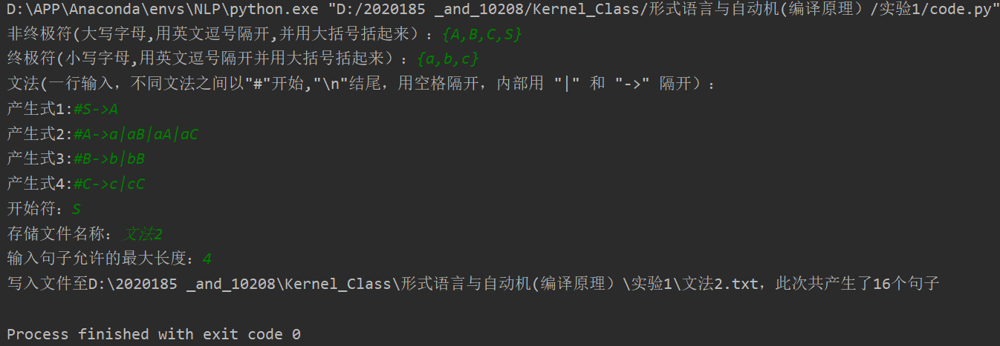 D:\APP\Anaconda\envs\NLP\python.exe "D:/2020185 _and_10208/Kernel_Class/形式语言与自动机(编译原理）/实验1/code.py"
非终极符(大写字母,用英文逗号隔开,并用大括号括起来）：{A,B,C,S}
终极符(小写字母,用英文逗号隔开并用大括号括起来）：{a,b,c}
文法(一行输入，不同文法之间以"#"开始,"\n"结尾，用空格隔开，内部用 "|" 和 "->" 隔开）：
产生式1:#S->A
产生式2:#A->a|aB|aA|aC
产生式3:#B->b|bB
产生式4:#C->c|cC
开始符：S
存储文件名称：文法2
输入句子允许的最大长度：4
写入文件至D:\2020185 _and_10208\Kernel_Class\形式语言与自动机(编译原理）\实验1\文法2.txt，此次共产生了16个句子
Process finished with exit code 0